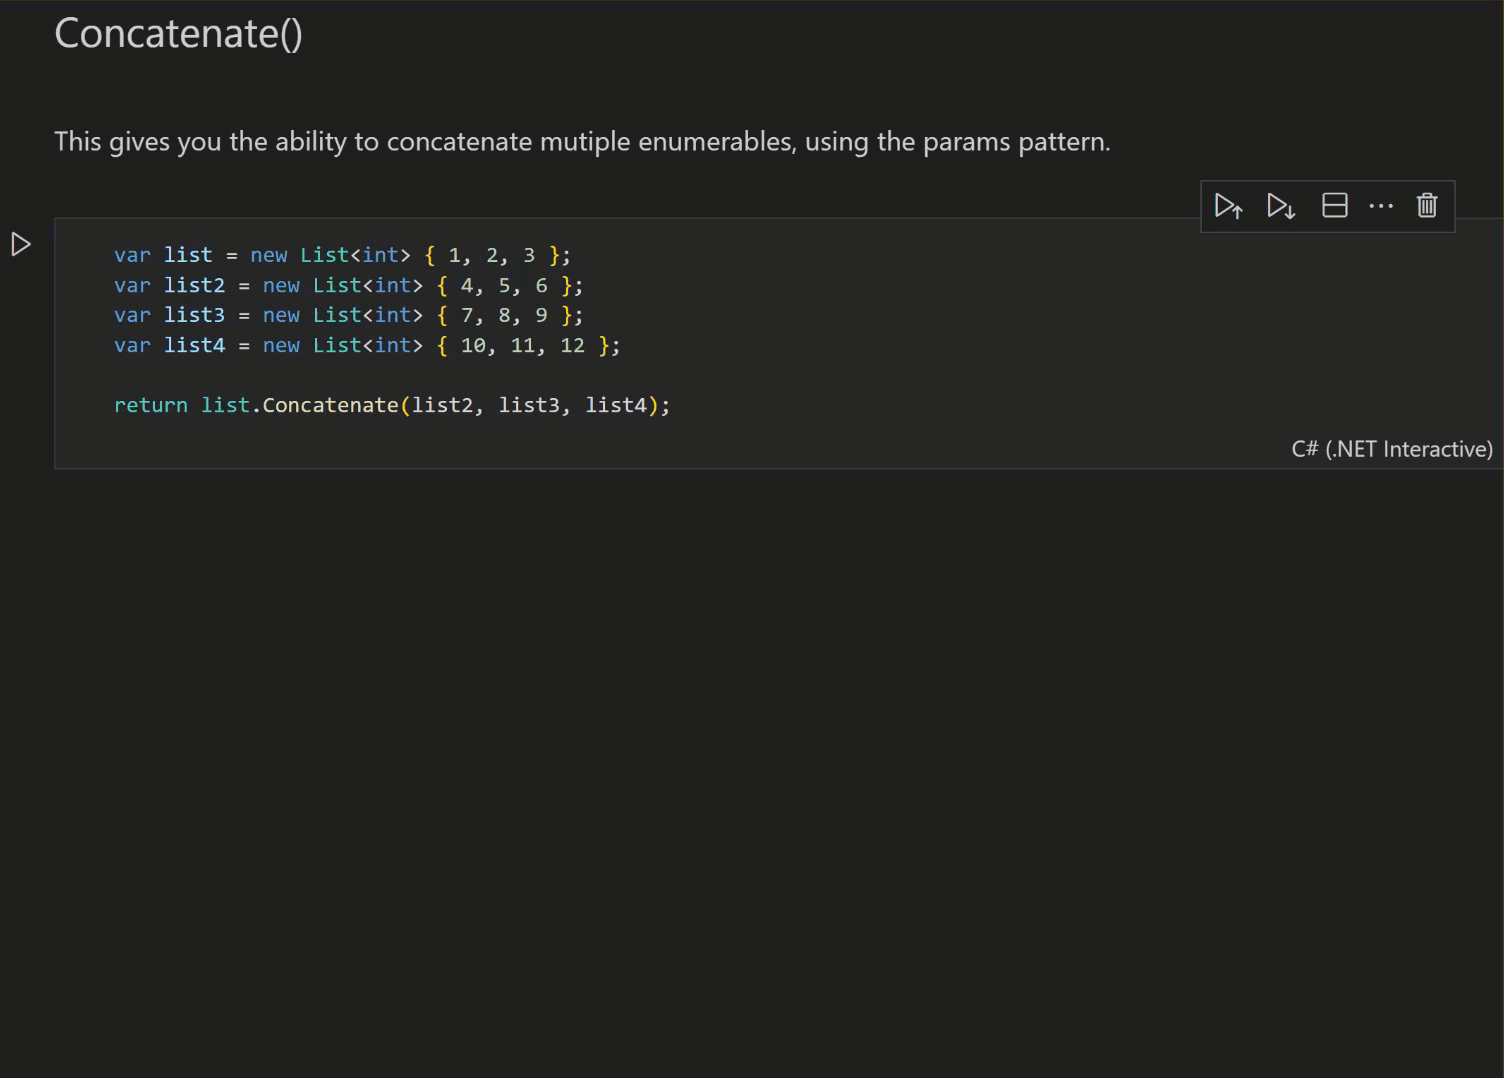 Concatenate()
This gives you the ability to concatenate mutiple enumerables, using the params pattern.
var list = new List<int> { 1, 2, 3 };
var list2 = new List<int> { 4, 5, 6 };
var list3 = new List<int> { 7, 8, 9 };
var list4 = new List<int> { 10, 11, 12 };
return list.Concatenate(list2, list3, list4);
C# (.NET Interactive)